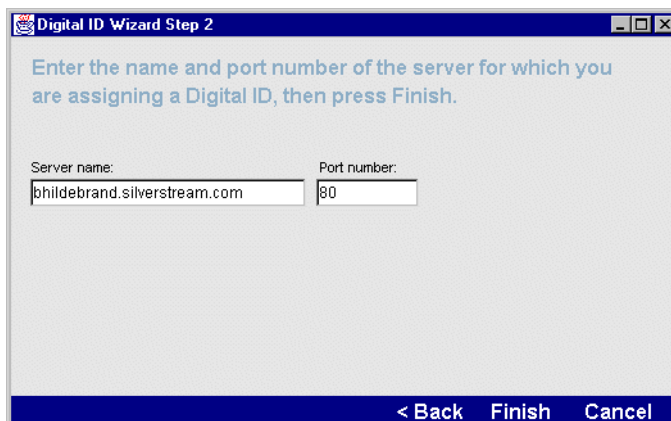 Digital ID Wizard Step 2
Enter the name and port number of the server for which you
are assigning a Digital ID, then press Finish.
Server name: Port number:
bhildebrand.silverstream.com 80
< Back Finish Cancel